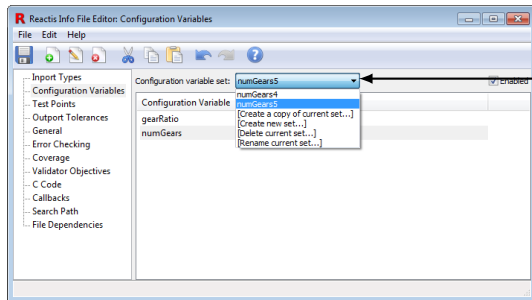 Reactis Info File Editor: Configuration Variables
File Edit Help
Inport Types
Configuration Variables
Test Points
Outport Tolerances
General
Error Checking
Coverage
Validator Objectives
C Code
Callbacks
Search Path
File Dependencies
Configuration variable set: numGears5 Enabled
numGears4
numGears5
[Create a copy of current set...]
[Create new set...]
[Delete current set...]
[Rename current set...]
Configuration Variable
gearRatio
numGears